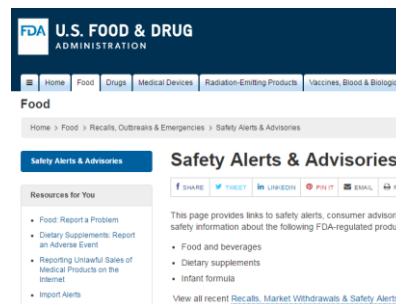 FDA U.S. FOOD & DRUG
ADMINISTRATION
Home Food Drugs Medical Devices Radiation-Emitting Products Vaccines, Blood & Biologic
Food
Home > Food > Recalls, Outbreaks & Emergencies > Safety Alerts & Advisories
Safety Alerts & Advisories
Resources for You
• Food: Report a Problem
• Dietary Supplements: Report
an Adverse Event
• Reporting Unlawful Sales of
Medical Products on the
Internet
• Import Alerts
Safety Alerts & Advisories
f SHARE TWEET in LINKEDIN PIN IT EMAIL
This page provides links to safety alerts, consumer advisor
safety information about the following FDA-regulated produ
• Food and beverages
• Dietary supplements
• Infant formula
View all recent Recalls, Market Withdrawals & Safety Alerts